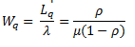 W_q = L_q / λ = ρ / μ(1 − ρ)